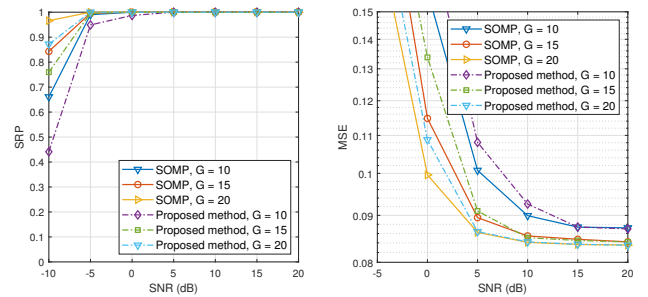 1
0.9
0.8
0.7
0.6
0.5
0.4
0.3
0.2
0.1
0
SRP
-10
-5
0
5
10
15
20
SNR (dB)
SOMP, G = 10
SOMP, G = 15
SOMP, G = 20
Proposed method, G = 10
Proposed method, G = 15
Proposed method, G = 20
0.15
0.14
0.13
0.12
0.11
0.1
0.09
0.08
MSE
-5
0
5
10
15
20
SNR (dB)
SOMP, G = 10
SOMP, G = 15
SOMP, G = 20
Proposed method, G = 10
Proposed method, G = 15
Proposed method, G = 20